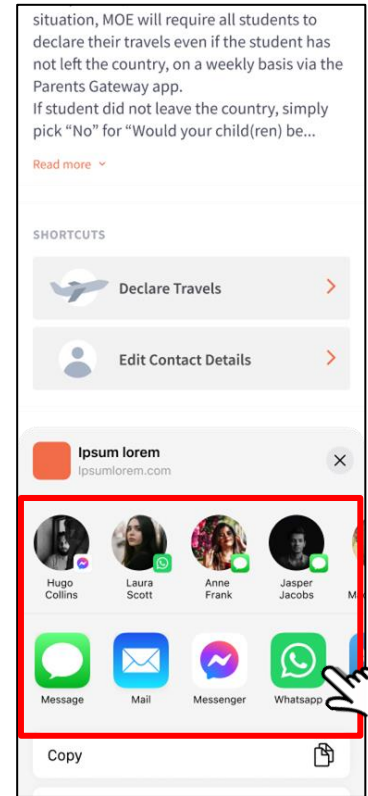 situation, MOE will require all students to
declare their travels even if the student has
not left the country, on a weekly basis via the
Parents Gateway app.
If student did not leave the country, simply
pick “No” for “Would your child(ren) be...
Read more
SHORTCUTS
Declare Travels
Edit Contact Details
Ipsum lorem
Ipsumlorem.com
Hugo Collins
Laura Scott
Anne Frank
Jasper Jacobs
Message Mail Messenger Whatsapp
Copy